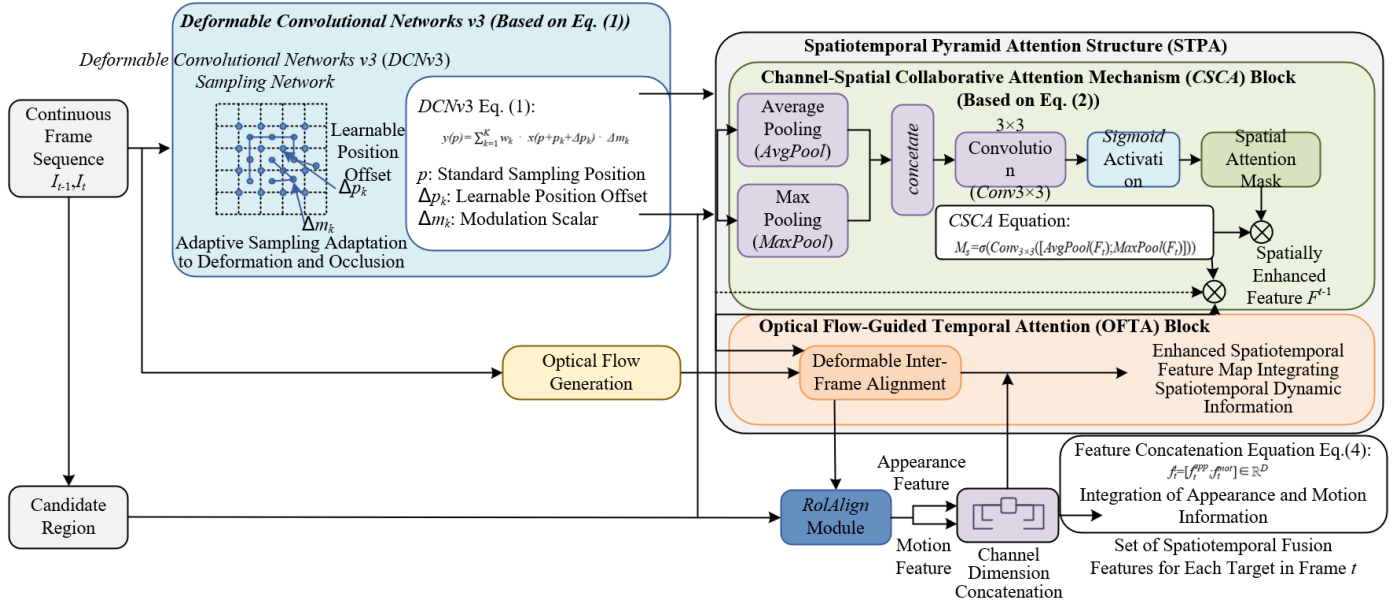 Deformable Convolutional Networks v3 (Based on Eq. (1))
Deformable Convolutional Networks v3 (DCNv3)
Sampling Network
Continuous
Frame
Sequence
I_{t-1},I_t
Learnable
Position
Offset
Δp_k
Δm_k
Adaptive Sampling Adaptation
to Deformation and Occlusion
DCNv3 Eq. (1):
y(p)=∑_{k=1}^{K} w_k · x(p+p_k+Δp_k) · Δm_k
p: Standard Sampling Position
Δp_k: Learnable Position Offset
Δm_k: Modulation Scalar
Spatiotemporal Pyramid Attention Structure (STPA)
Channel-Spatial Collaborative Attention Mechanism (CSCA) Block
(Based on Eq. (2))
Average
Pooling
(AvgPool)
Max
Pooling
(MaxPool)
concetate
3×3
Convolutio
n
(Conv3×3)
Sigmoid
Activati
on
Spatial
Attention
Mask
CSCA Equation:
M_s=σ(Conv_{3×3}([AvgPool(F_t);MaxPool(F_t)]))
Spatially
Enhanced
Feature F^{t-1}
Optical Flow-Guided Temporal Attention (OFTA) Block
Optical Flow
Generation
Deformable Inter-
Frame Alignment
Enhanced Spatiotemporal
Feature Map Integrating
Spatiotemporal Dynamic
Information
Candidate
Region
RolAlign
Module
Appearance
Feature
Motion
Feature
Channel
Dimension
Concatenation
Feature Concatenation Equation Eq.(4):
f_t=[f_t^{app};f_t^{mot}]∈ℝ^D
Integration of Appearance and Motion
Information
Set of Spatiotemporal Fusion
Features for Each Target in Frame t